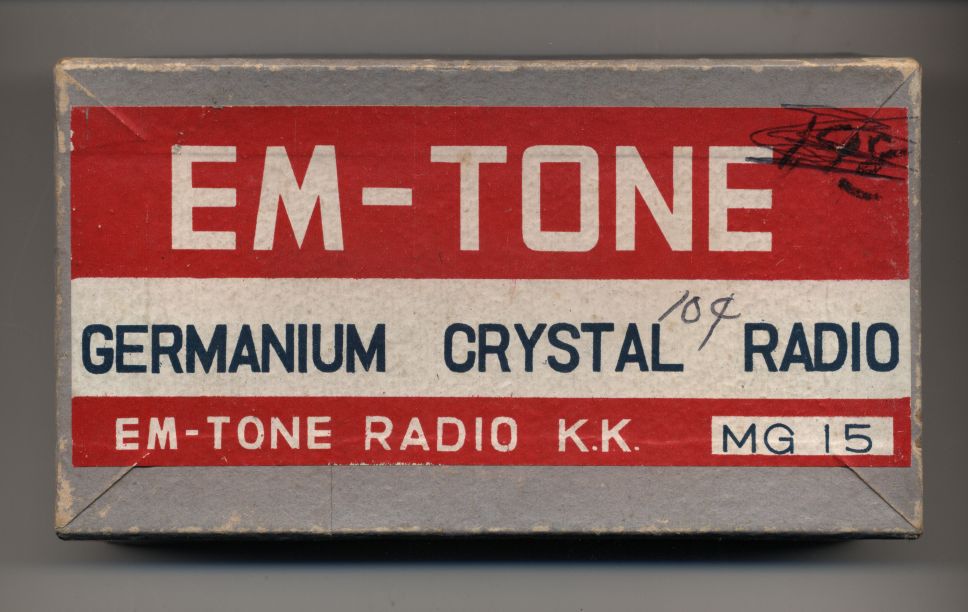 EM-TONE
10¢
GERMANIUM CRYSTAL RADIO
EM-TONE RADIO K.K. MG 15